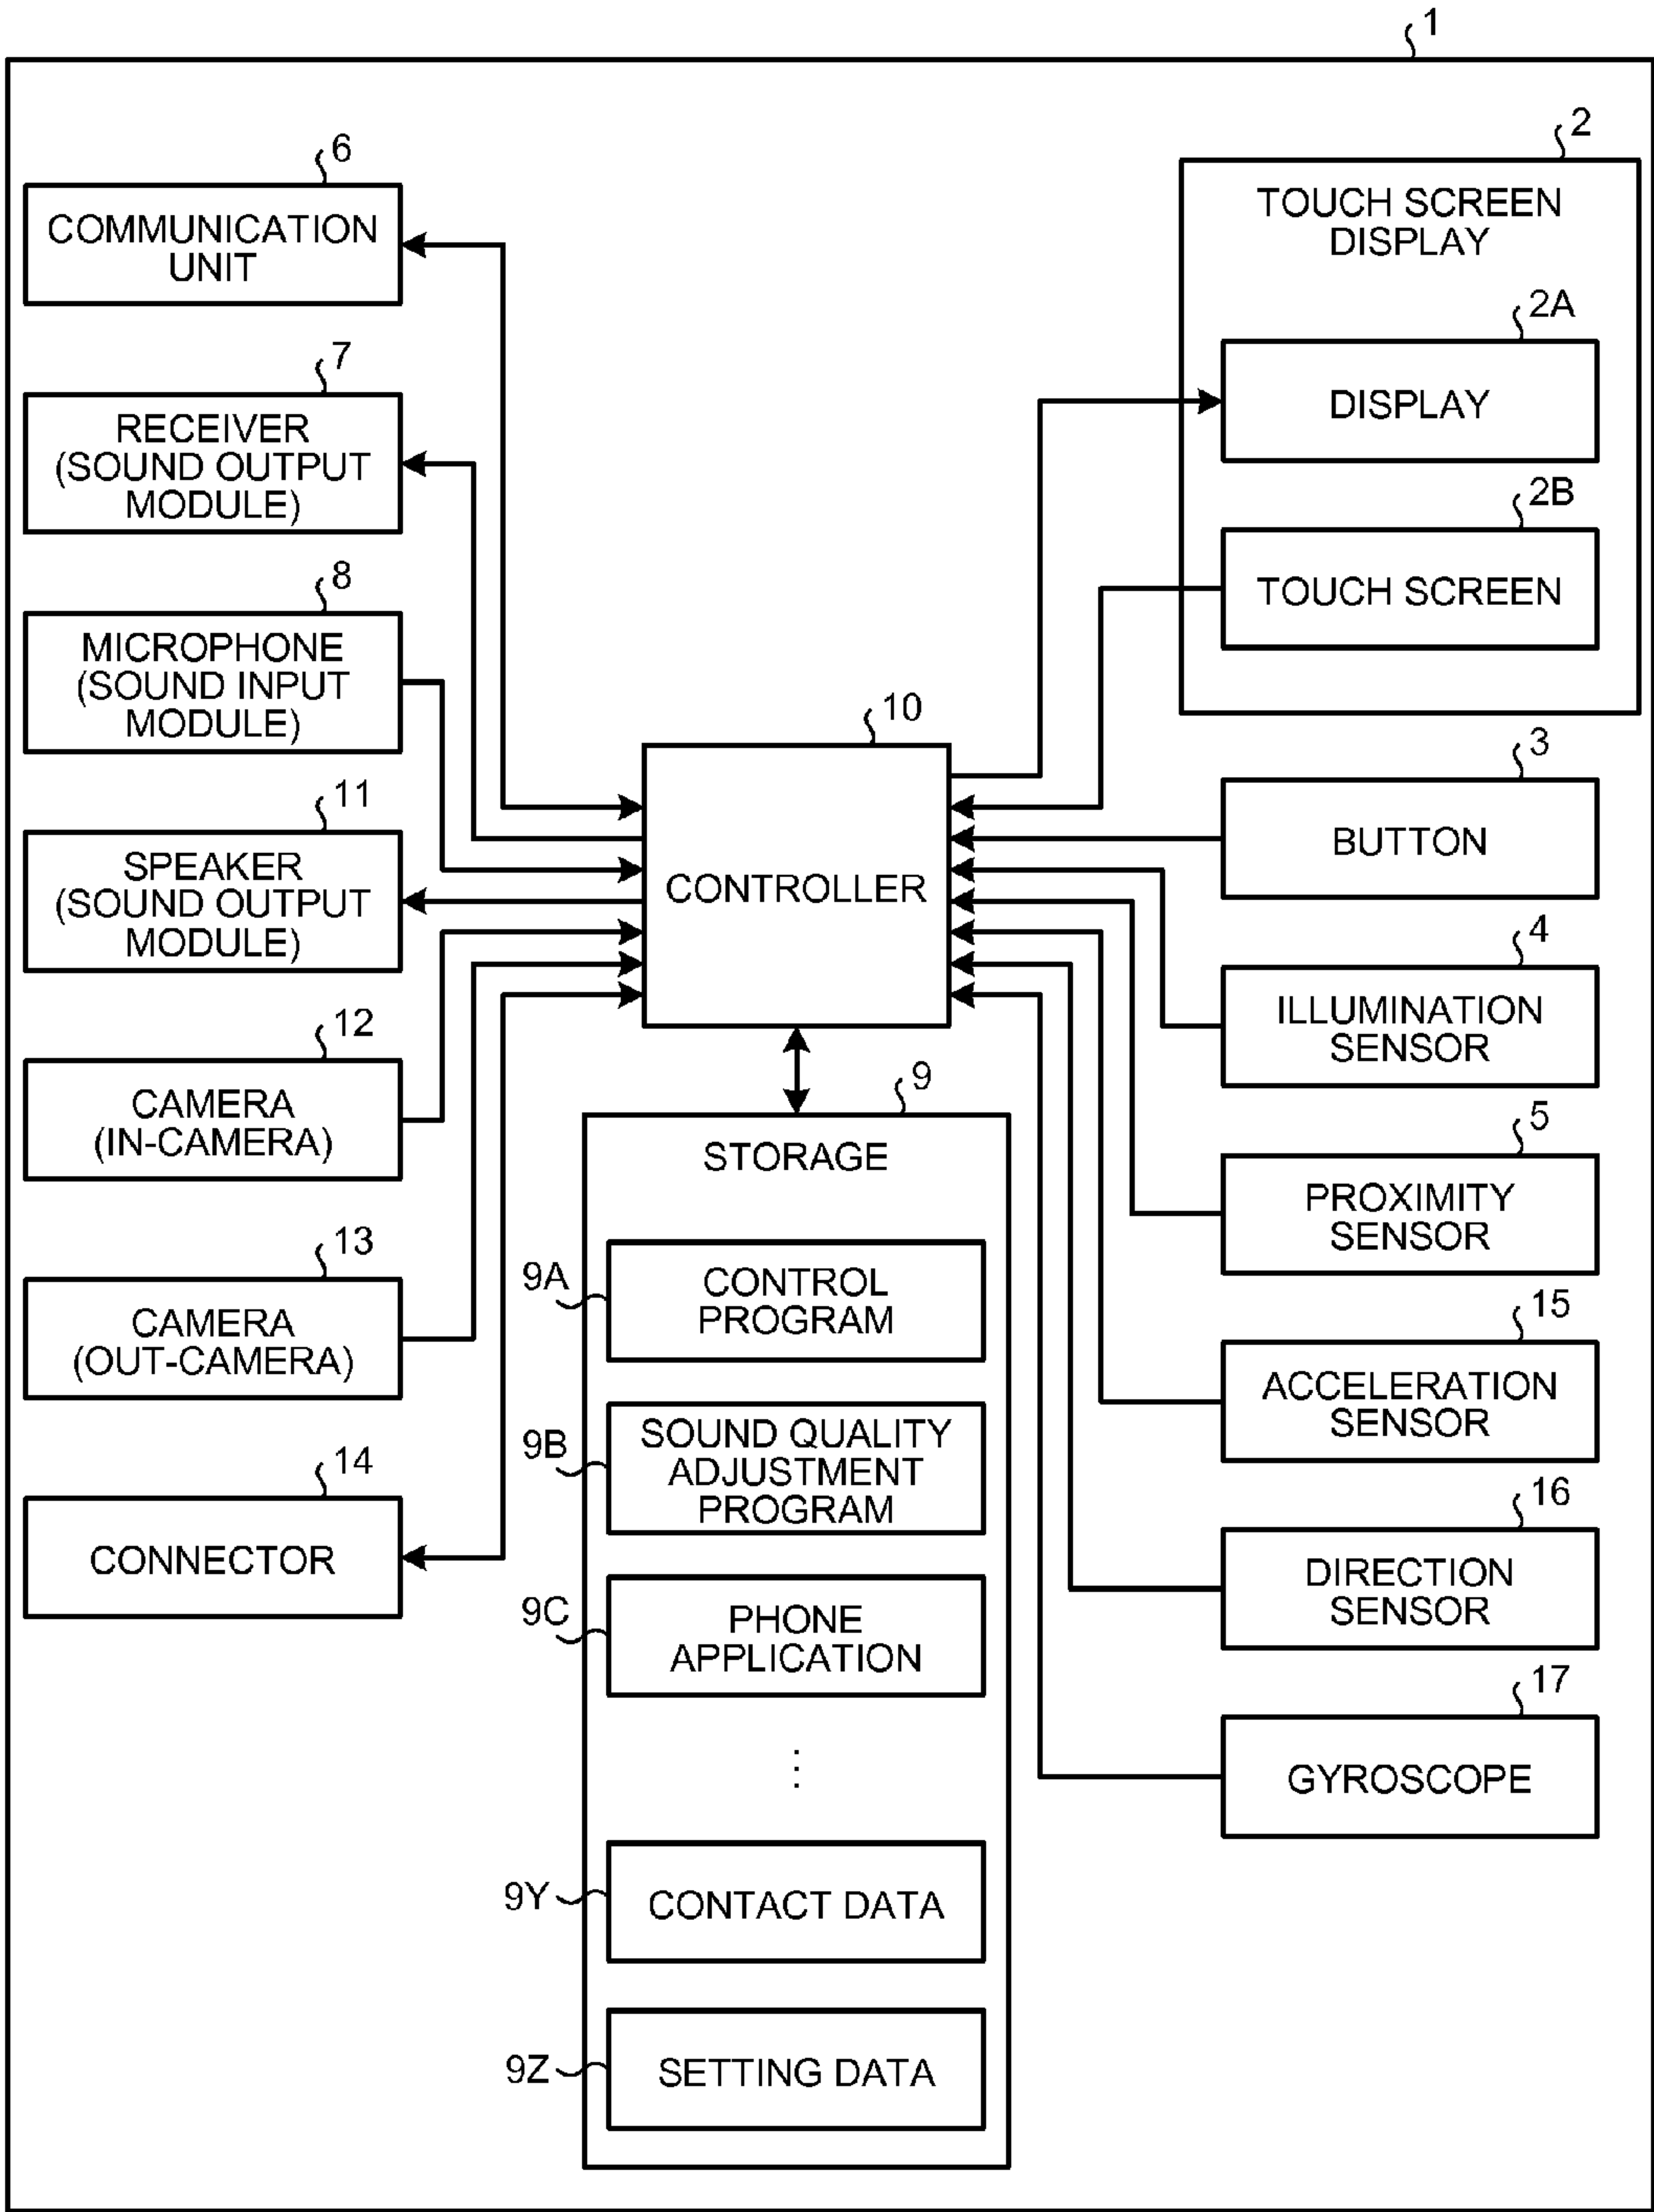 1
6
COMMUNICATION
UNIT
7
RECEIVER
(SOUND OUTPUT
MODULE)
8
MICROPHONE
(SOUND INPUT
MODULE)
11
SPEAKER
(SOUND OUTPUT
MODULE)
12
CAMERA
(IN-CAMERA)
13
CAMERA
(OUT-CAMERA)
14
CONNECTOR
10
CONTROLLER
9
STORAGE
9A
CONTROL
PROGRAM
9B
SOUND QUALITY
ADJUSTMENT
PROGRAM
9C
PHONE
APPLICATION
⋮
9Y
CONTACT DATA
9Z
SETTING DATA
2
TOUCH SCREEN
DISPLAY
2A
DISPLAY
2B
TOUCH SCREEN
3
BUTTON
4
ILLUMINATION
SENSOR
5
PROXIMITY
SENSOR
15
ACCELERATION
SENSOR
16
DIRECTION
SENSOR
17
GYROSCOPE